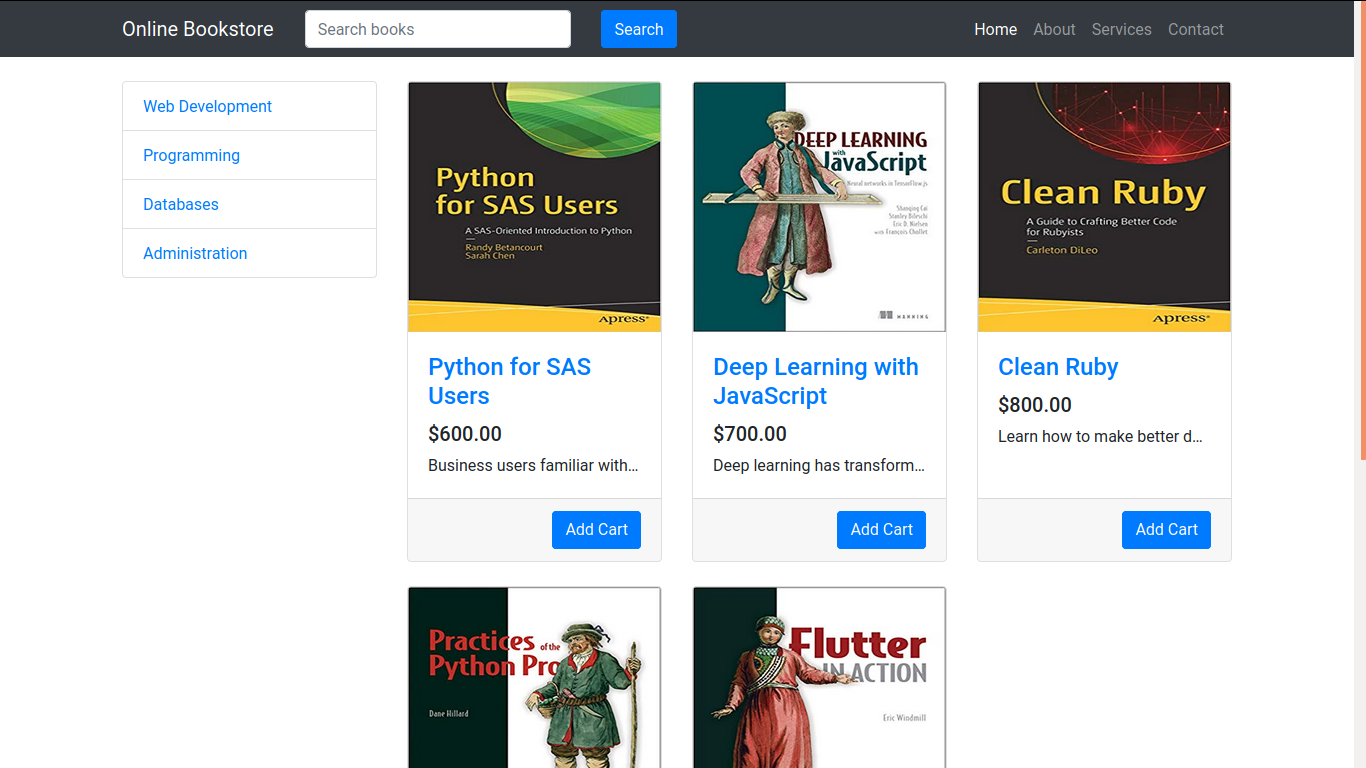 Online Bookstore
Search books
Search
Home
About
Services
Contact
Web Development
Programming
Databases
Administration
Python
for SAS Users
A SAS-Oriented Introduction to Python
Randy Betancourt
Sarah Chen
Apress®
Python for SAS
Users
$600.00
Business users familiar with...
Add Cart
DEEP LEARNING
with
JavaScript
Neural networks in TensorFlow.js
Shanqing Cai
Stanley Bileschi
Eric D. Nielsen
with François Chollet
MANNING
Deep Learning with
JavaScript
$700.00
Deep learning has transform...
Add Cart
Clean Ruby
A Guide to Crafting Better Code
for Rubyists
Carleton DiLeo
Apress®
Clean Ruby
$800.00
Learn how to make better d...
Add Cart
Practices of the
Python Pro
Dane Hillard
Flutter
IN ACTION
Eric Windmill